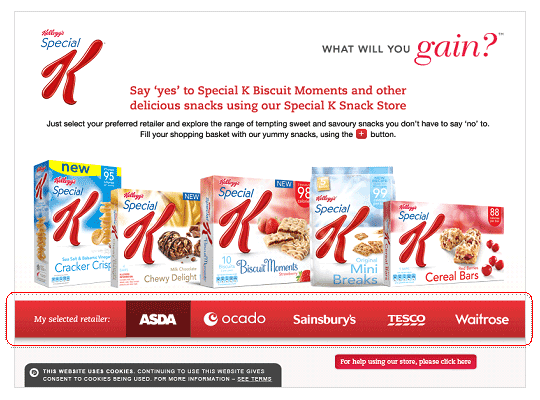 Kellogg's
Special
K
WHAT WILL YOU gain?™
Say 'yes' to Special K Biscuit Moments and other
delicious snacks using our Special K Snack Store
Just select your preferred retailer and explore the range of tempting sweet and savoury snacks you don't have to say 'no' to.
Fill your shopping basket with our yummy snacks, using the + button.
new
95
Kellogg's
Special
K
Sea Salt & Balsamic Vinegar
Cracker Crisps
NEW
Kellogg's
Special
K
Milk Chocolate
Chewy Delight
NEW
98
Kellogg's
Special
K
10
Biscuit Moments
Strawberry
99
Special
K
Original
Mini
Breaks
88
Kellogg's
Special
K
Red Berries
Cereal Bars
My selected retailer:
ASDA
ocado
Sainsbury's
TESCO
Waitrose
For help using our store, please click here
THIS WEBSITE USES COOKIES. CONTINUING TO USE THIS WEBSITE GIVES
CONSENT TO COOKIES BEING USED. FOR MORE INFORMATION – SEE TERMS